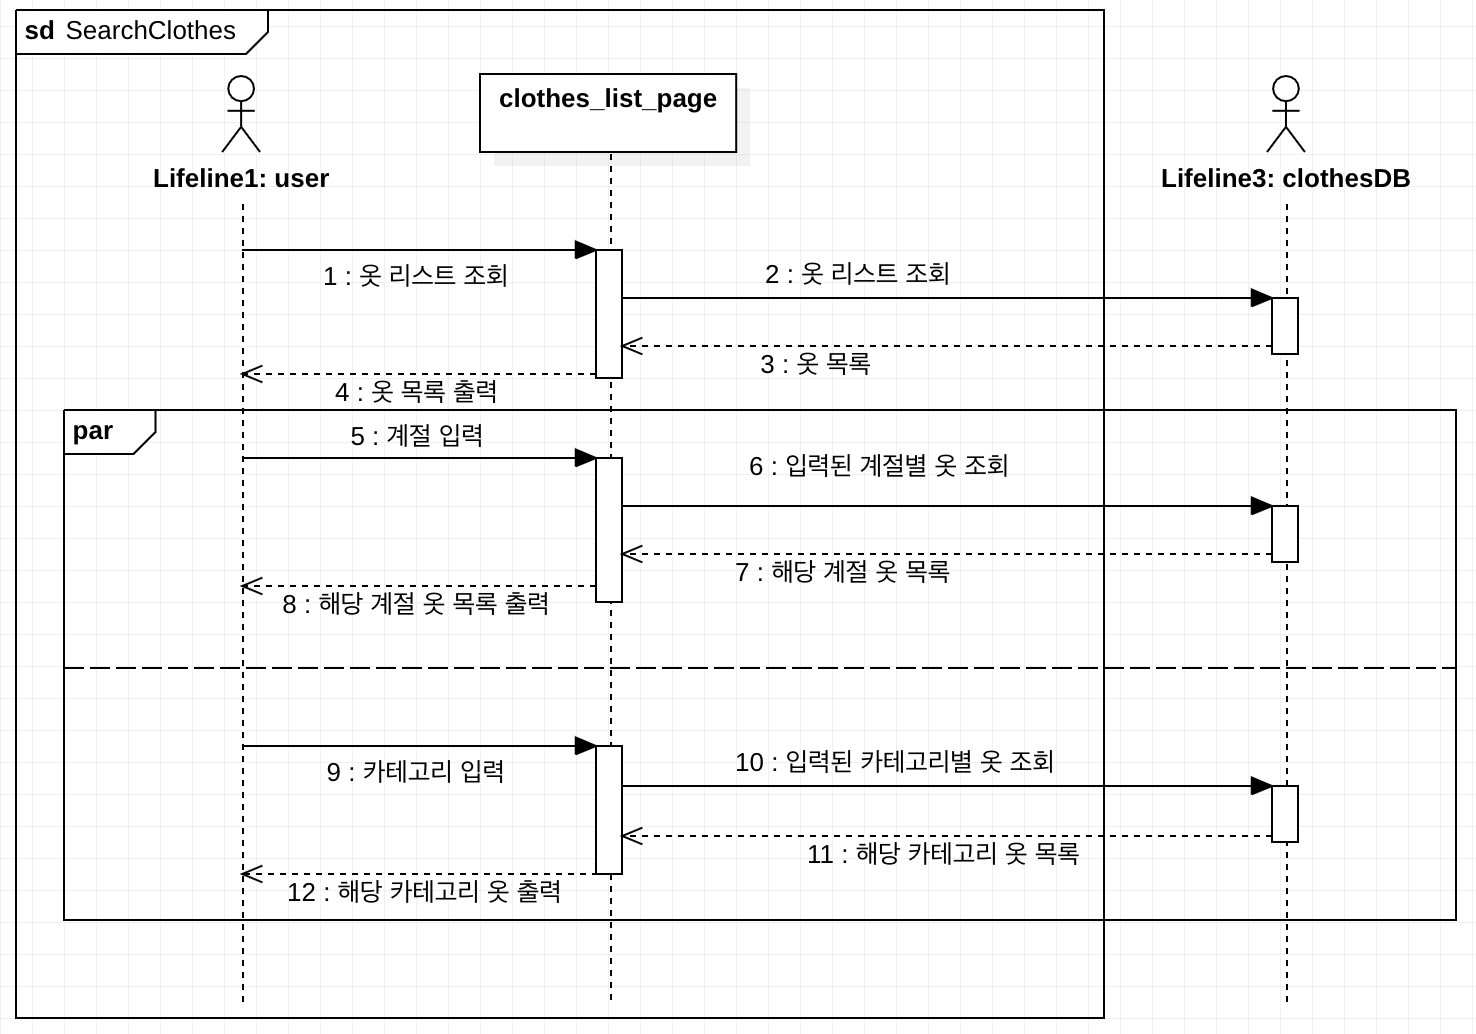 sd SearchClothes
clothes_list_page
Lifeline1: user
Lifeline3: clothesDB
1 : 옷 리스트 조회
2 : 옷 리스트 조회
3 : 옷 목록
4 : 옷 목록 출력
par
5 : 계절 입력
6 : 입력된 계절별 옷 조회
7 : 해당 계절 옷 목록
8 : 해당 계절 옷 목록 출력
9 : 카테고리 입력
10 : 입력된 카테고리별 옷 조회
11 : 해당 카테고리 옷 목록
12 : 해당 카테고리 옷 출력